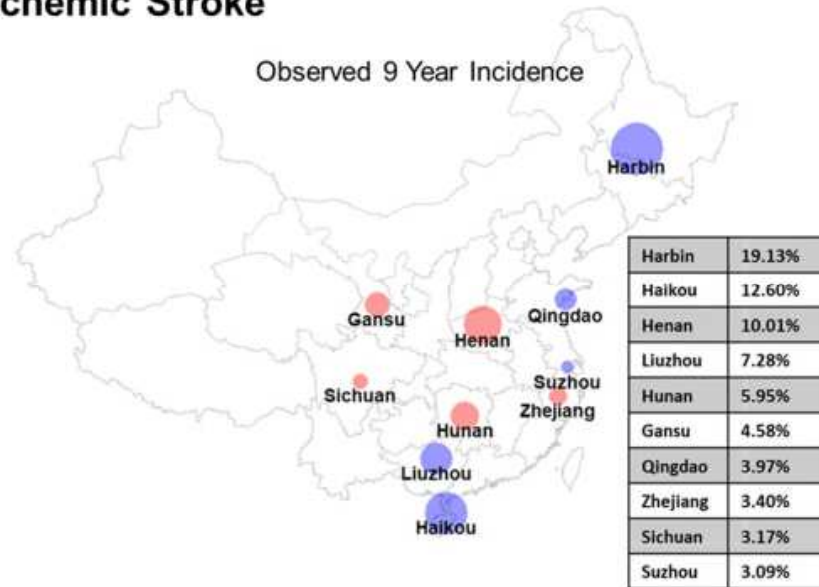 chemic Stroke
Observed 9 Year Incidence
Harbin
Gansu
Henan
Qingdao
Sichuan
Suzhou
Zhejiang
Hunan
Liuzhou
Haikou
Harbin 19.13%
Haikou 12.60%
Henan 10.01%
Liuzhou 7.28%
Hunan 5.95%
Gansu 4.58%
Qingdao 3.97%
Zhejiang 3.40%
Sichuan 3.17%
Suzhou 3.09%